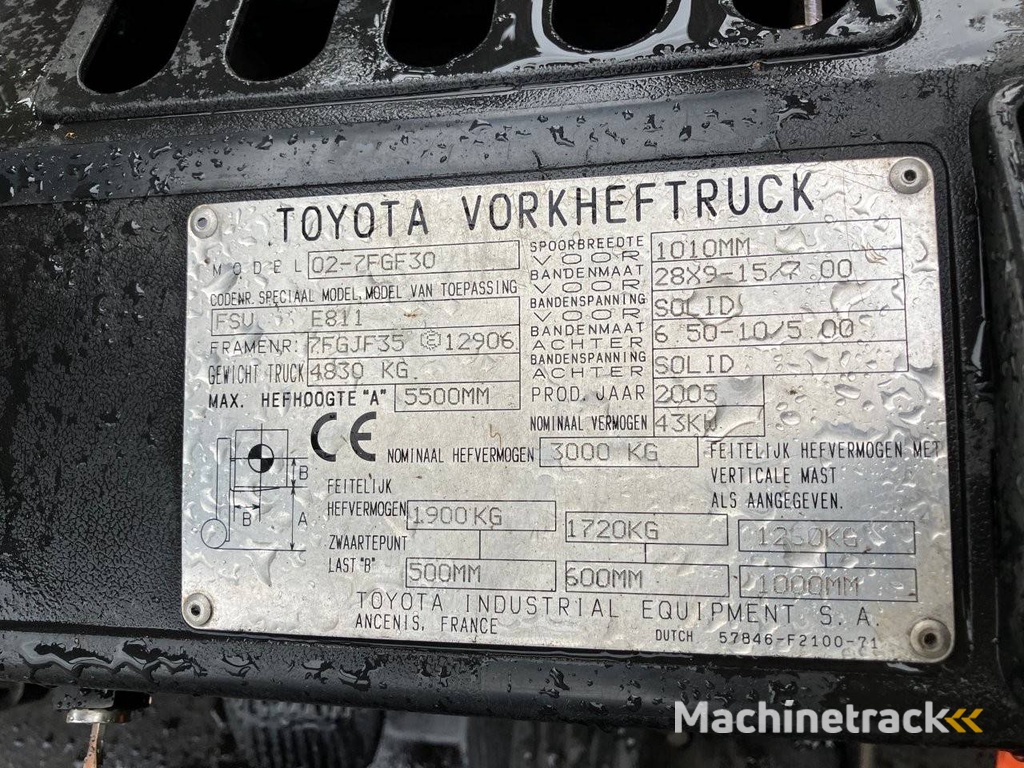 TOYOTA VORKHEFTRUCK
MODEL 02-7FGF30
CODENR. SPECIAAL MODEL, MODEL VAN TOEPASSING
FSV E811
FRAMENR. 7FGJF35 E 12906
GEWICHT TRUCK 4830 KG.
MAX. HEFHOOGTE "A" 5500MM
SPOORBREEDTE VOOR 1010MM
BANDENMAAT VOOR 28X9-15/7.00
BANDENSPANNING VOOR SOLID
BANDENMAAT ACHTER 6.50-10/5.00
BANDENSPANNING ACHTER SOLID
PROD. JAAR 2005
NOMINAAL VERMOGEN 43KW
CE NOMINAAL HEFVERMOGEN 3000 KG
FEITELIJK HEFVERMOGEN MET
VERTICALE MAST
ALS AANGEGEVEN.
B
B
A
FEITELIJK
HEFVERMOGEN 1900KG 1720KG 1250KG
ZWAARTEPUNT
LAST "B" 500MM 600MM 1000MM
TOYOTA INDUSTRIAL EQUIPMENT S.A.
ANCENIS, FRANCE
DUTCH 57846-F2100-71
Machinetrack